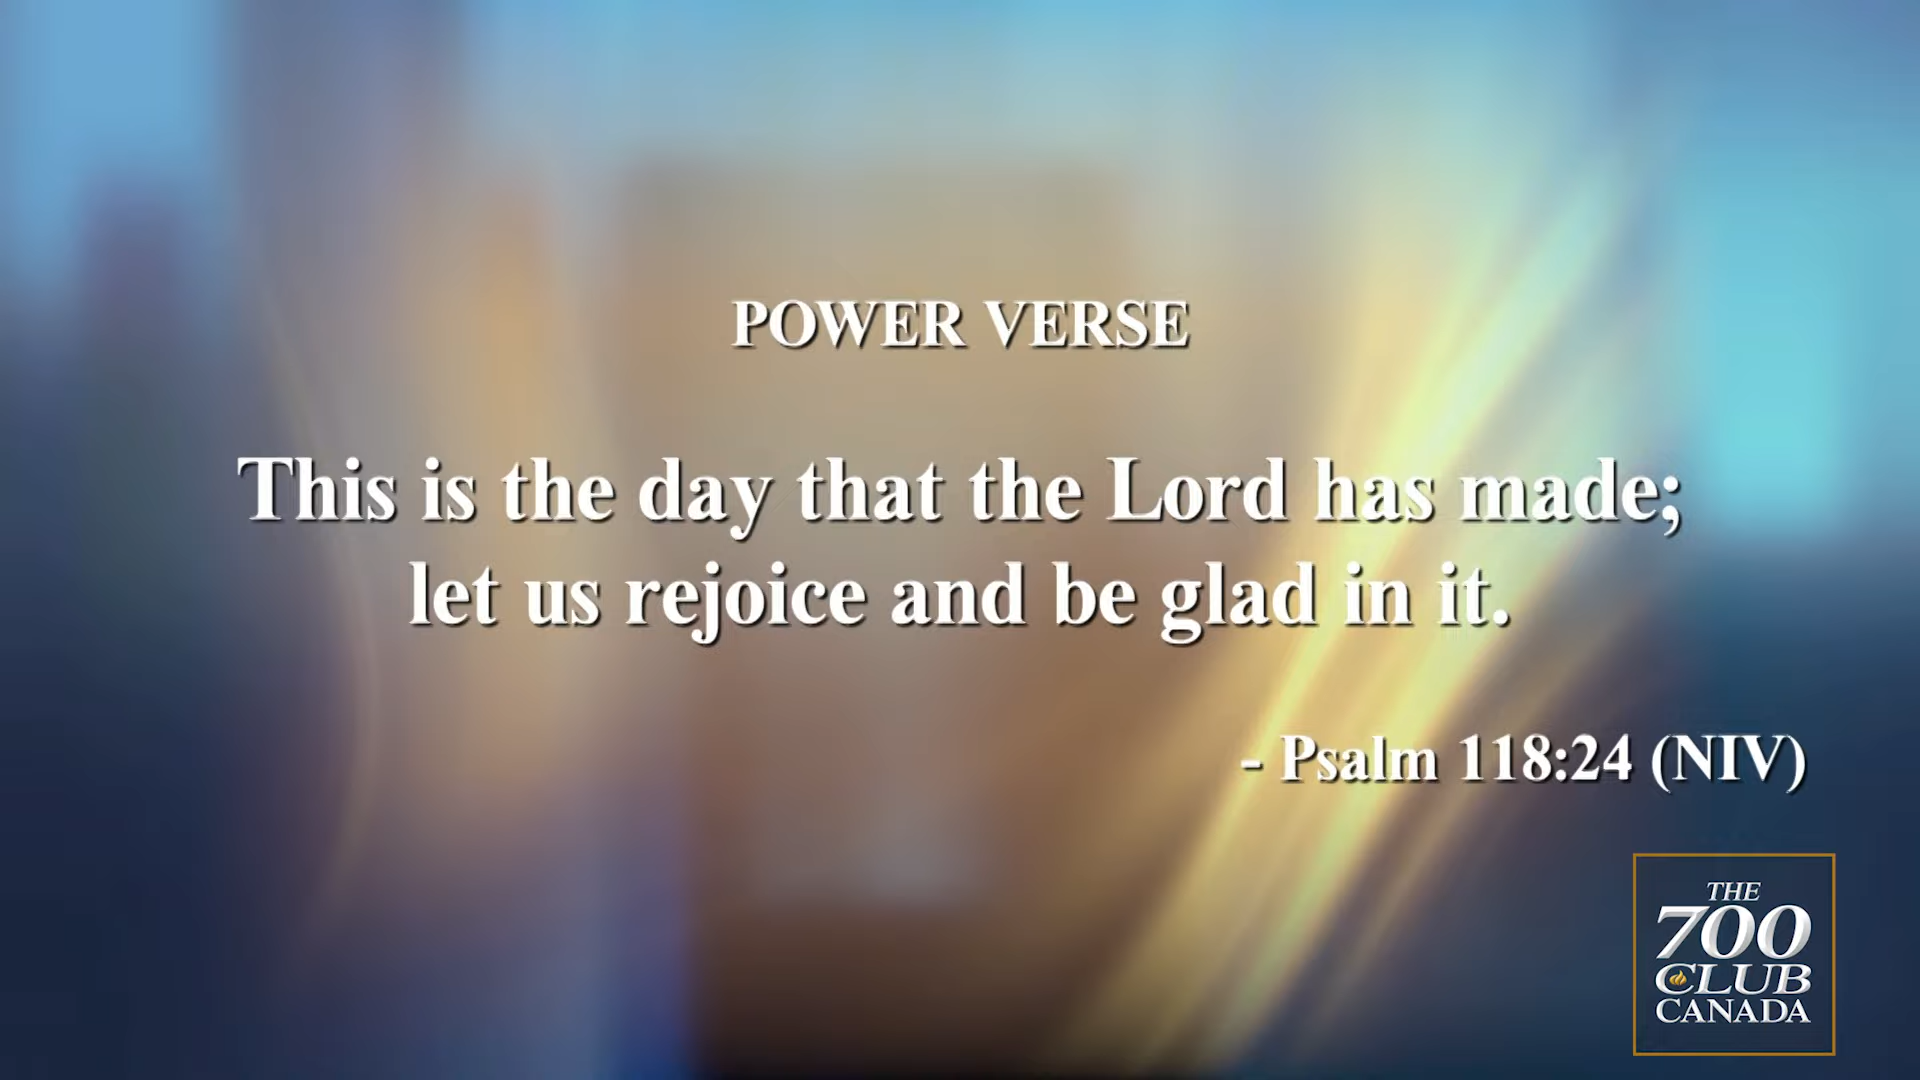 POWER VERSE
This is the day that the Lord has made;
let us rejoice and be glad in it.
- Psalm 118:24 (NIV)
THE
700
CLUB
CANADA